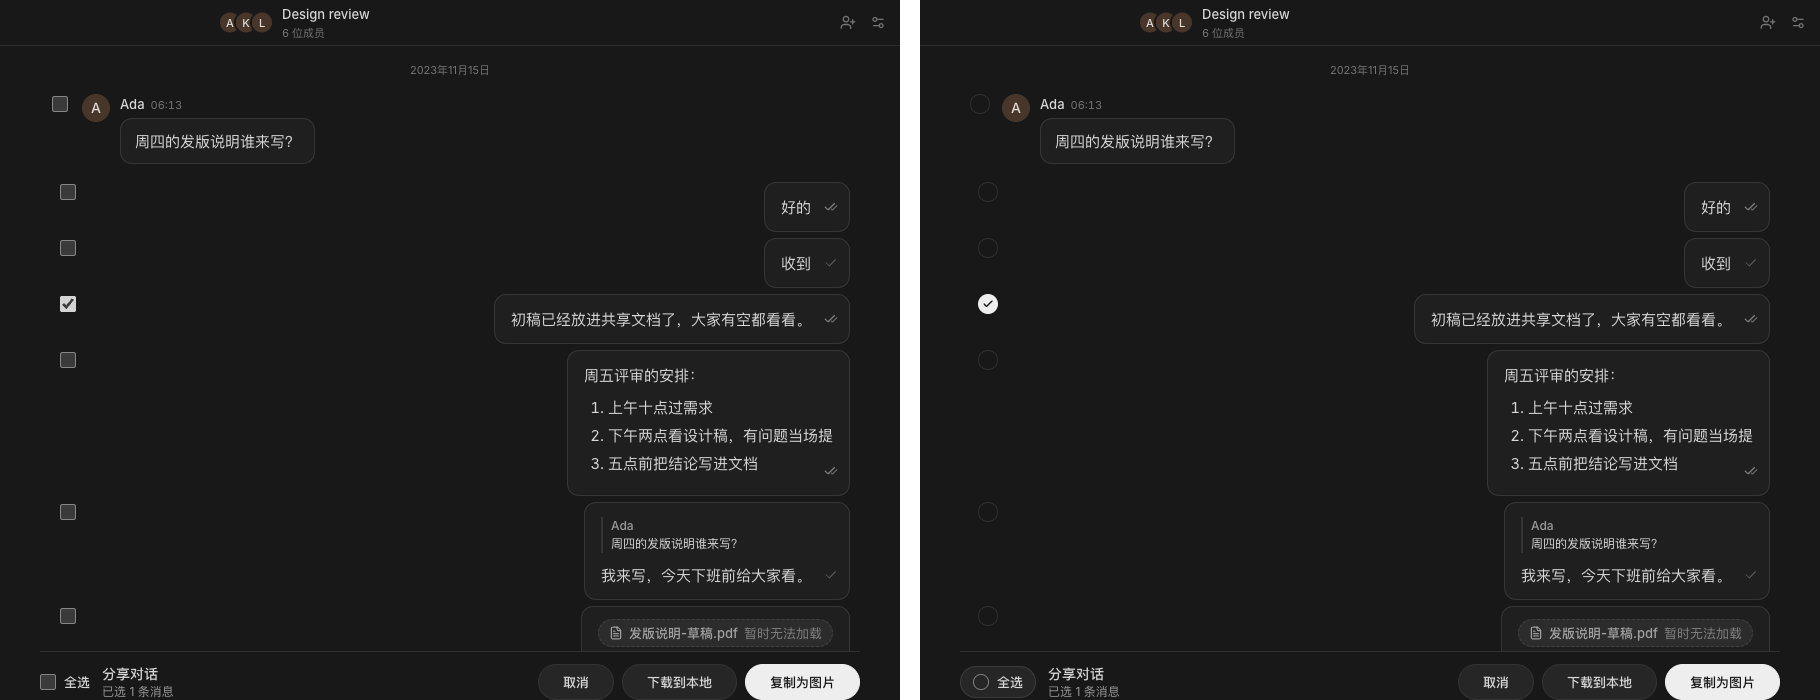 A K L Design review
6 位成员
2023年11月15日
A Ada 06:13
周四的发版说明谁来写？
好的
收到
初稿已经放进共享文档了，大家有空都看看。
周五评审的安排：
1. 上午十点过需求
2. 下午两点看设计稿，有问题当场提
3. 五点前把结论写进文档
Ada
周四的发版说明谁来写？
我来写，今天下班前给大家看。
发版说明-草稿.pdf 暂时无法加载
全选 分享对话 取消 下载到本地 复制为图片
已选 1 条消息
A K L Design review
6 位成员
2023年11月15日
A Ada 06:13
周四的发版说明谁来写？
好的
收到
初稿已经放进共享文档了，大家有空都看看。
周五评审的安排：
1. 上午十点过需求
2. 下午两点看设计稿，有问题当场提
3. 五点前把结论写进文档
Ada
周四的发版说明谁来写？
我来写，今天下班前给大家看。
发版说明-草稿.pdf 暂时无法加载
全选 分享对话 取消 下载到本地 复制为图片
已选 1 条消息